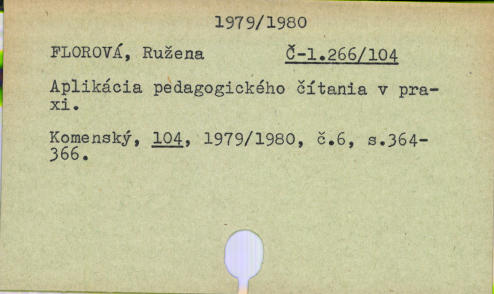 1979/1980
FLOROVÁ, Ružena Č-1.266/104
Aplikácia pedagogického čítania v pra-
xi.
Komenský, 104, 1979/1980, č.6, s.364-
366.